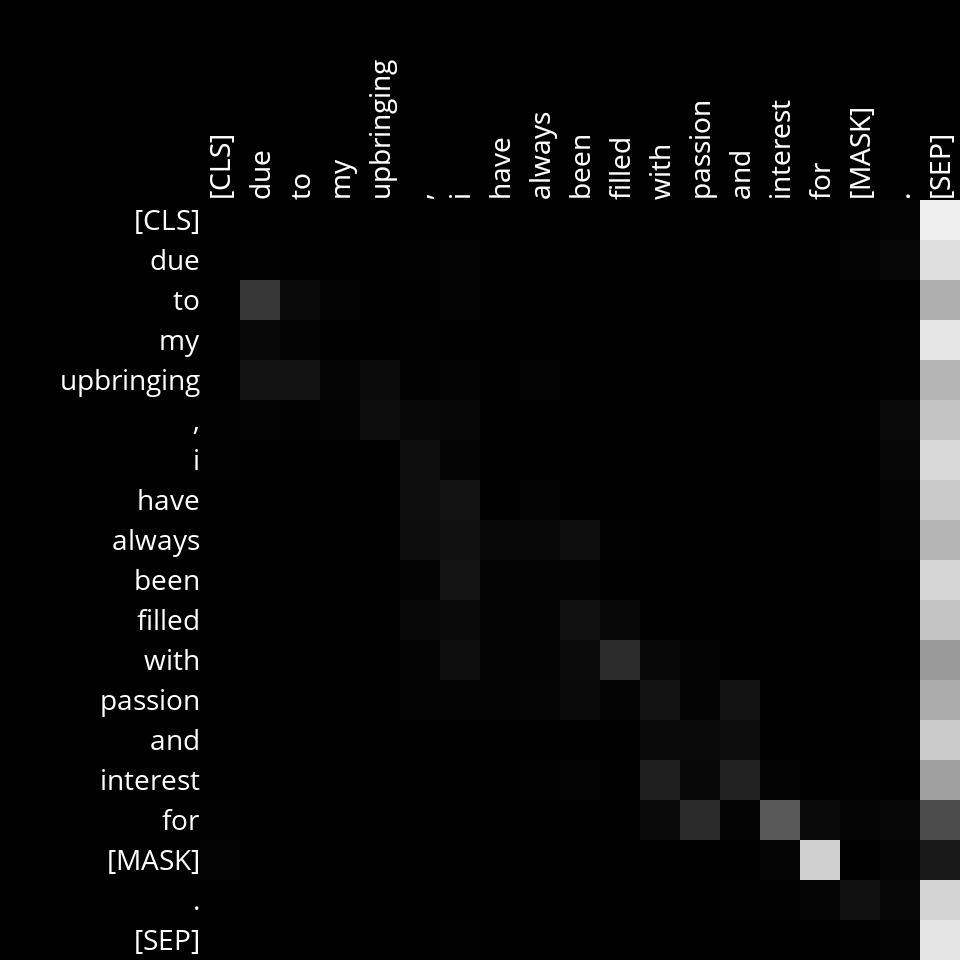 [CLS]
due
to
my
upbringing
,
i
have
always
been
filled
with
passion
and
interest
for
[MASK]
.
[SEP]
[CLS]
due
to
my
upbringing
,
i
have
always
been
filled
with
passion
and
interest
for
[MASK]
.
[SEP]